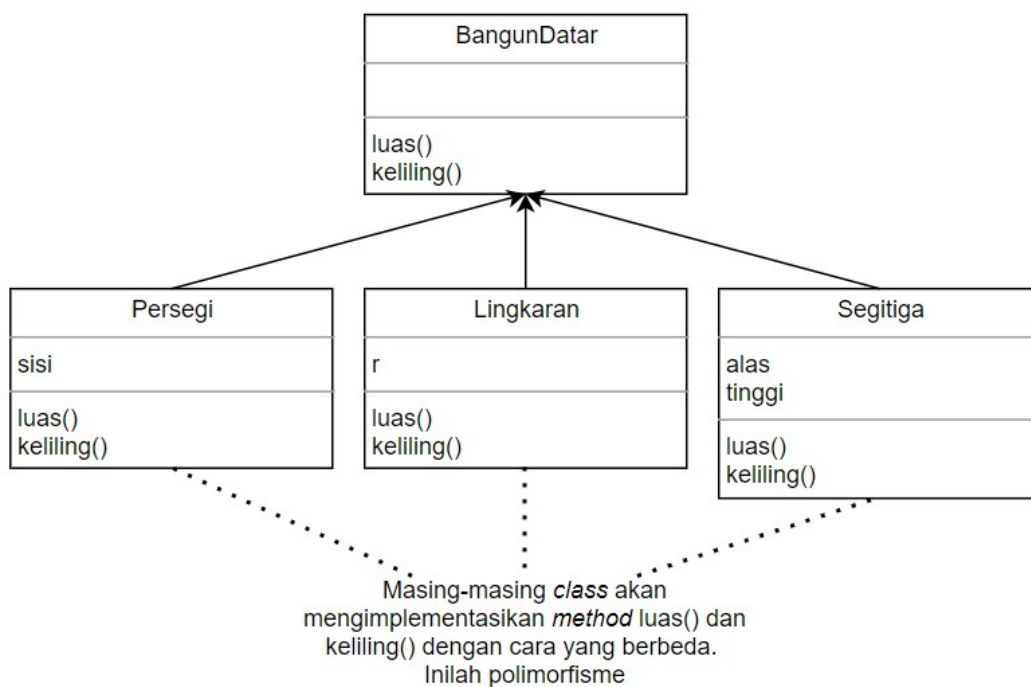 BangunDatar
luas()
keliling()
Persegi
sisi
luas()
keliling()
Lingkaran
r
luas()
keliling()
Segitiga
alas
tinggi
luas()
keliling()
Masing-masing class akan
mengimplementasikan method luas() dan
keliling() dengan cara yang berbeda.
Inilah polimorfisme